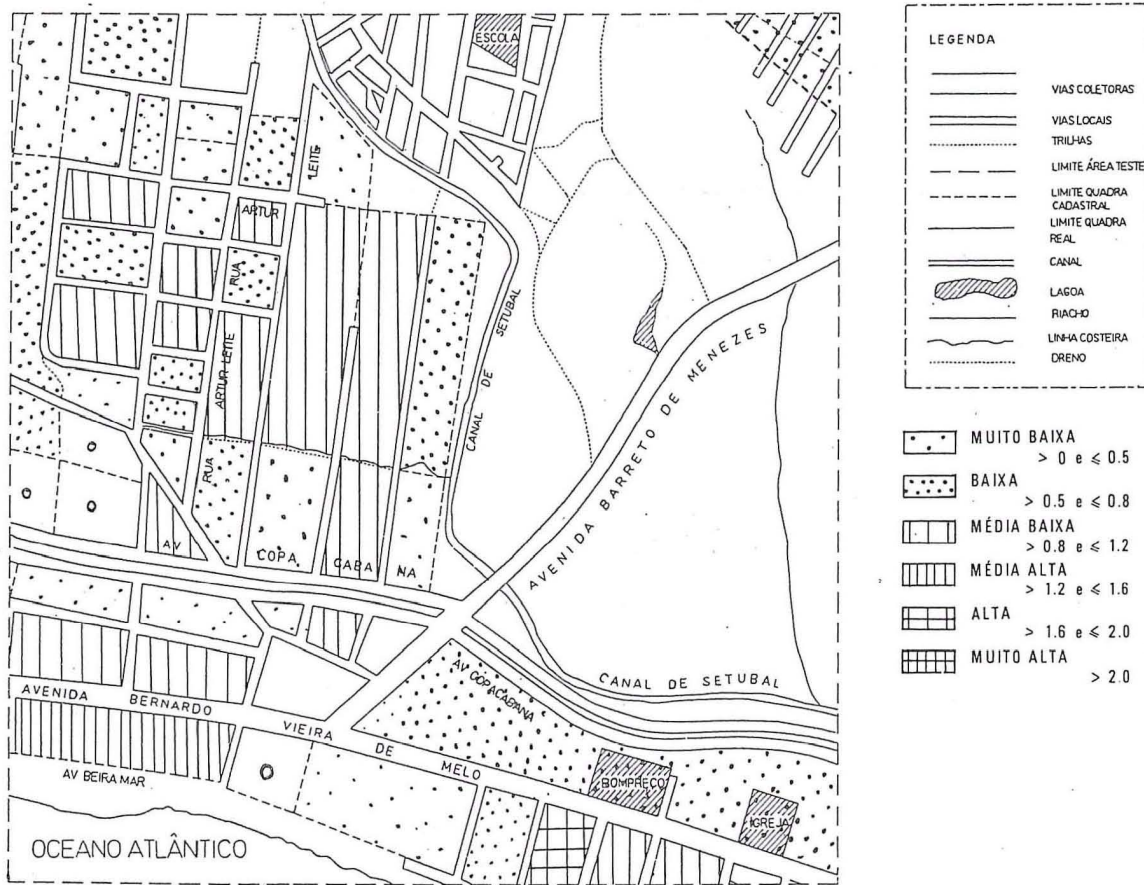 ESCOLA
LEITE
ARTUR
RUA
ARTUR LEITE
RUA
CANAL DE SETUBAL
AVENIDA BARRETO DE MENEZES
AV COPA CABA NA
AV COPACABANA
CANAL DE SETUBAL
AVENIDA BERNARDO VIEIRA DE MELO
AV BEIRA MAR
BOMPREÇO
IGREJA
OCEANO ATLÂNTICO
LEGENDA
VIAS COLETORAS
VIAS LOCAIS
TRILHAS
LIMITE ÁREA TESTE
LIMITE QUADRA
CADASTRAL
LIMITE QUADRA
REAL
CANAL
LAGOA
RIACHO
LINHA COSTEIRA
DRENO
MUITO BAIXA
> 0 e ⩽ 0.5
BAIXA
> 0.5 e ⩽ 0.8
MÉDIA BAIXA
> 0.8 e ⩽ 1.2
MÉDIA ALTA
> 1.2 e ⩽ 1.6
ALTA
> 1.6 e ⩽ 2.0
MUITO ALTA
> 2.0